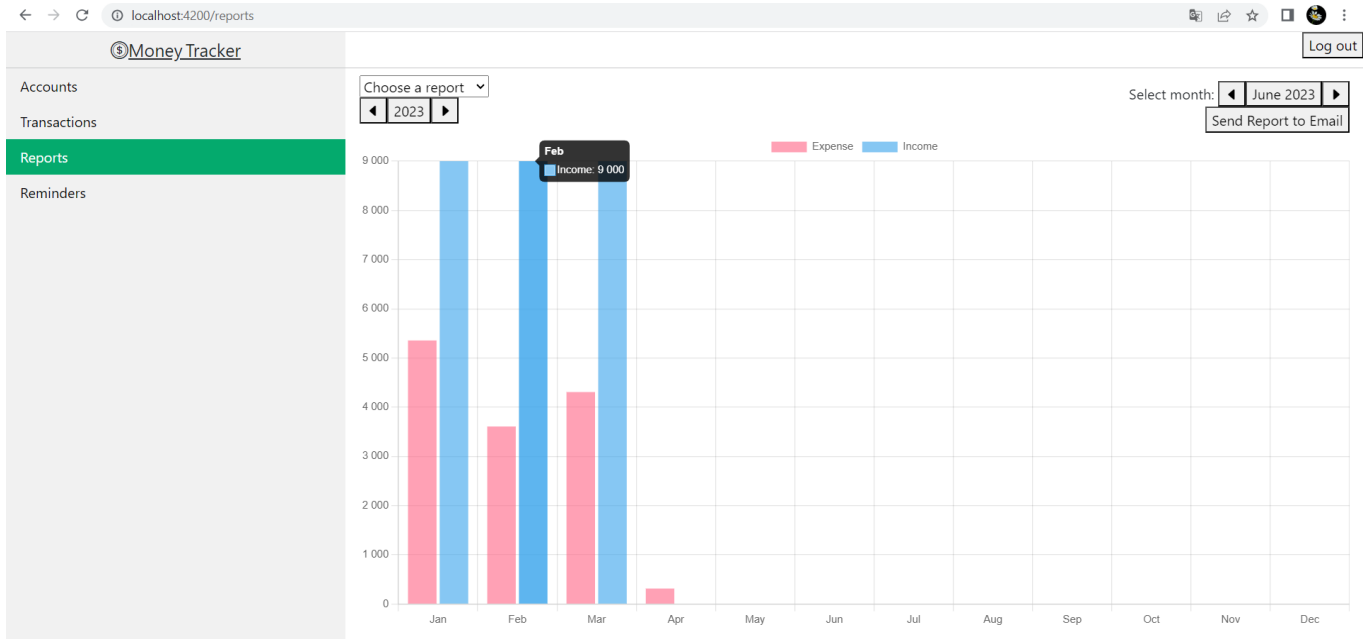 localhost:4200/reports
Money Tracker
Log out
Accounts
Transactions
Reports
Reminders
Choose a report
2023
Select month: June 2023
Send Report to Email
Expense Income
Feb
Income: 9 000
9 000
8 000
7 000
6 000
5 000
4 000
3 000
2 000
1 000
0
Jan Feb Mar Apr May Jun Jul Aug Sep Oct Nov Dec